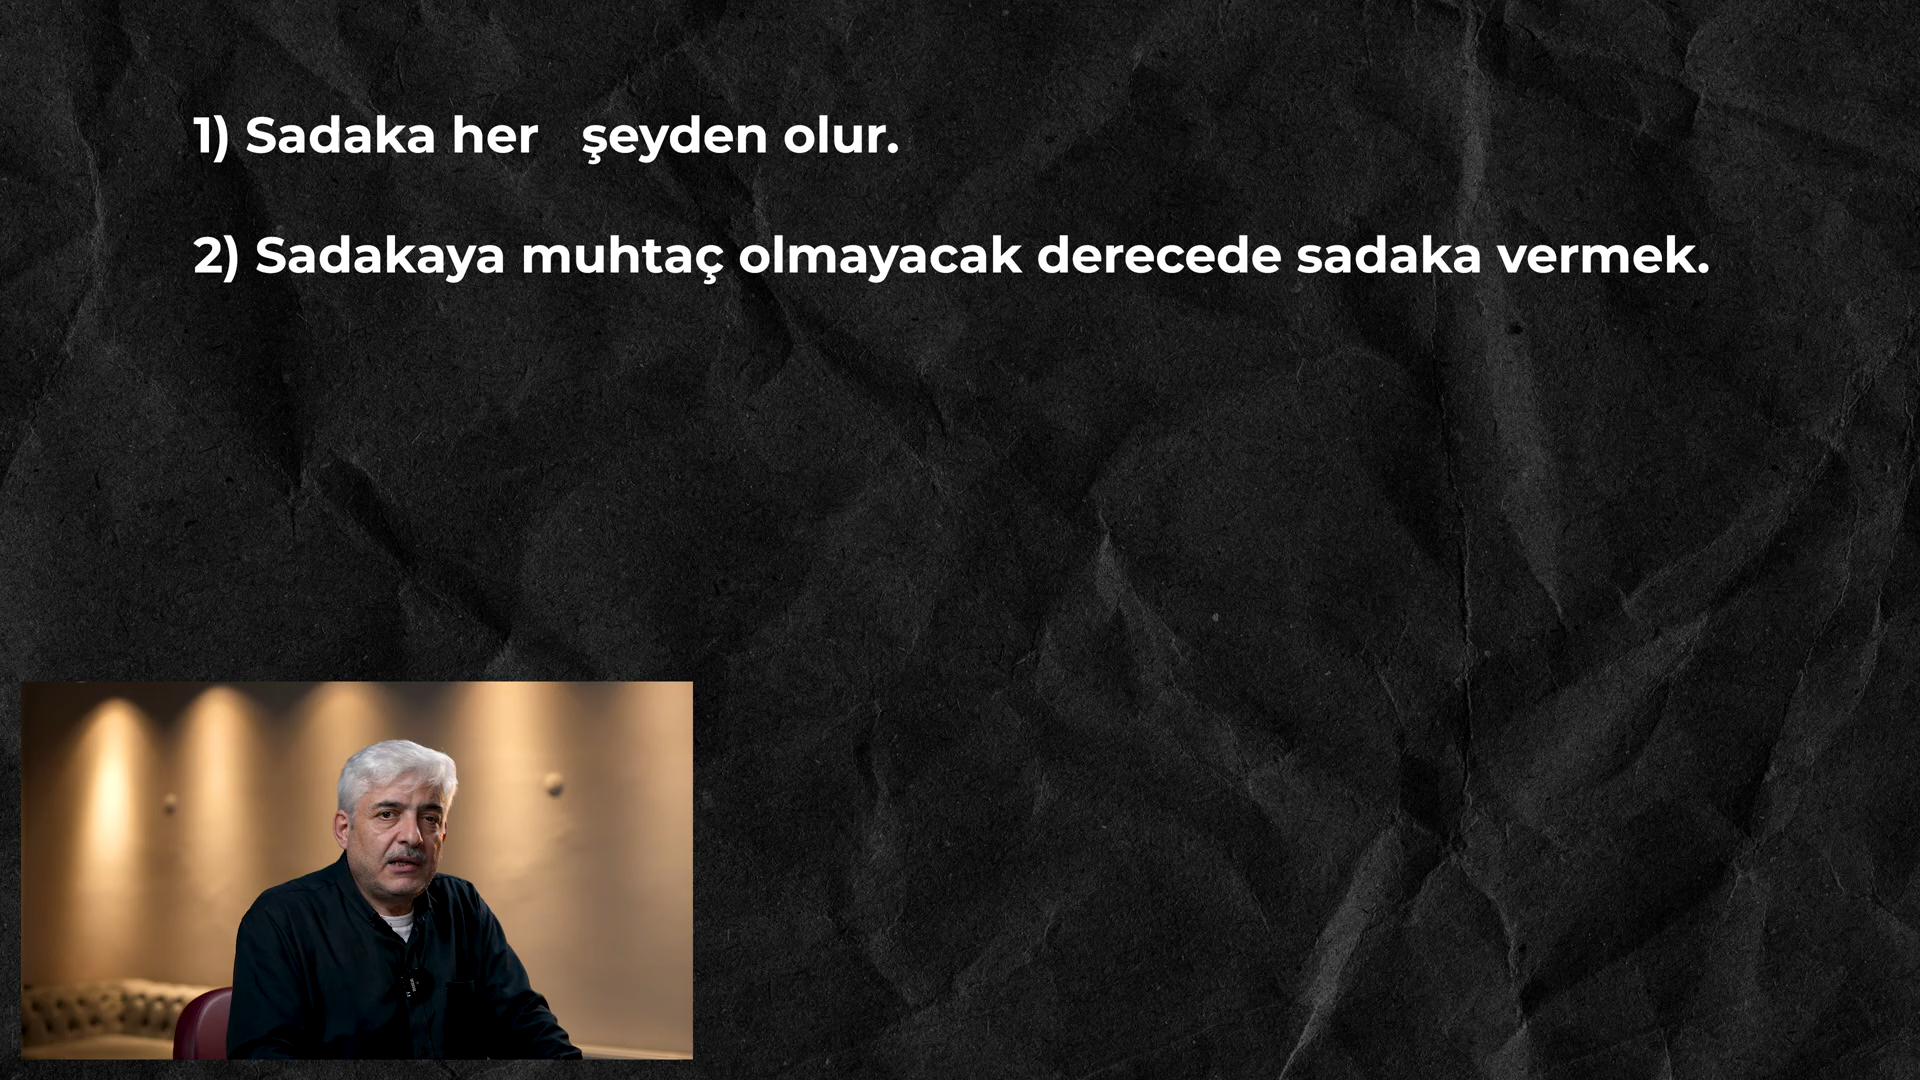 1) Sadaka her   şeyden olur.
2) Sadakaya muhtaç olmayacak derecede sadaka vermek.